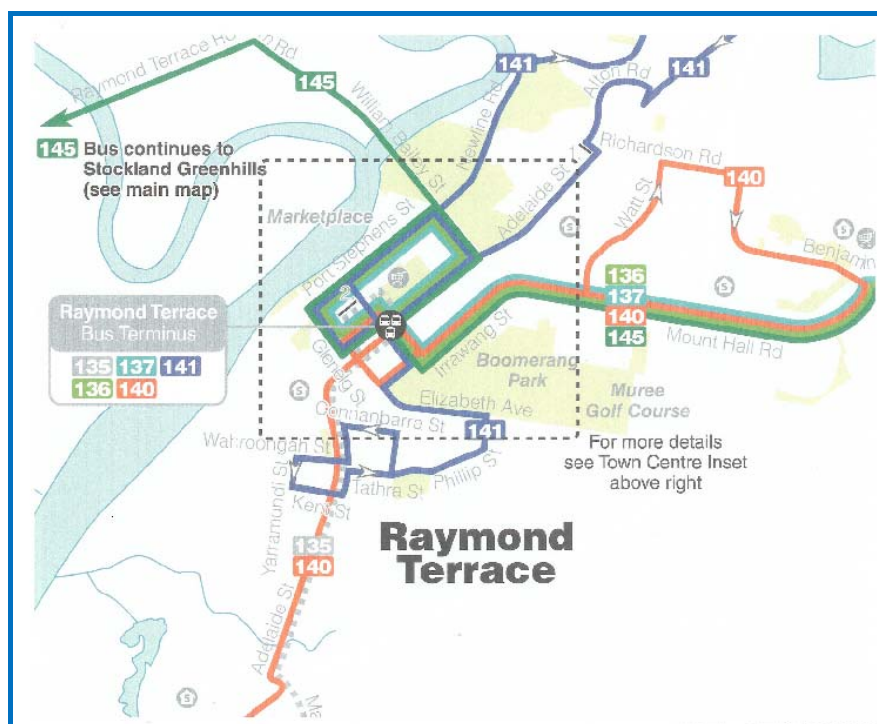 Raymond Terrace Rd
Rd
145
William Bailey St
141
Newline Rd
Alton Rd
141
145 Bus continues to
Stockland Greenhills
(see main map)
Richardson Rd
140
Adelaide St
Watt St
Marketplace
Port Stephens St
Benjamin
Raymond Terrace
Bus Terminus
135 137 141
136 140
136
137
140
145
Mount Hall Rd
Irrawang St
Glenelg St
Boomerang
Park
Muree
Golf Course
Elizabeth Ave
Connanbarra St
141
For more details
see Town Centre Inset
above right
Wahroongah St
Phillip St
Tathra St
Kent St
Yarramundi St
Raymond
Terrace
135
140
Adelaide St